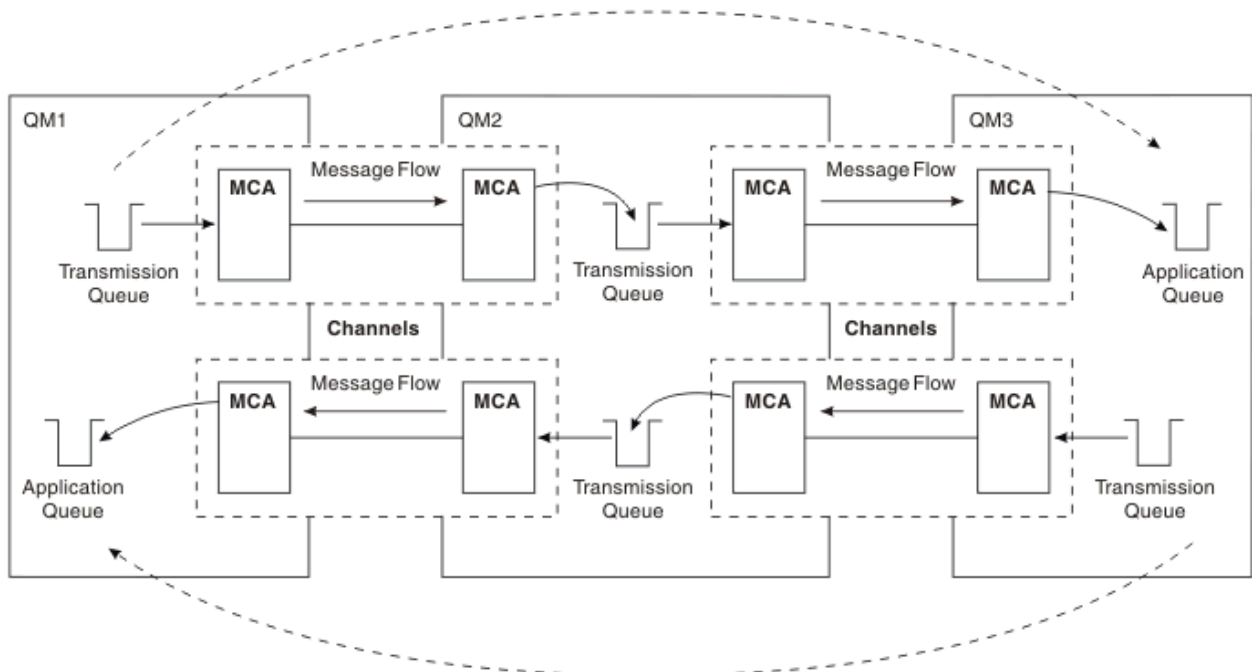 QM1
QM2
QM3
MCA
Message Flow
MCA
MCA
Message Flow
MCA
Transmission
Queue
Transmission
Queue
Application
Queue
Channels
Channels
MCA
Message Flow
MCA
MCA
Message Flow
MCA
Application
Queue
Transmission
Queue
Transmission
Queue